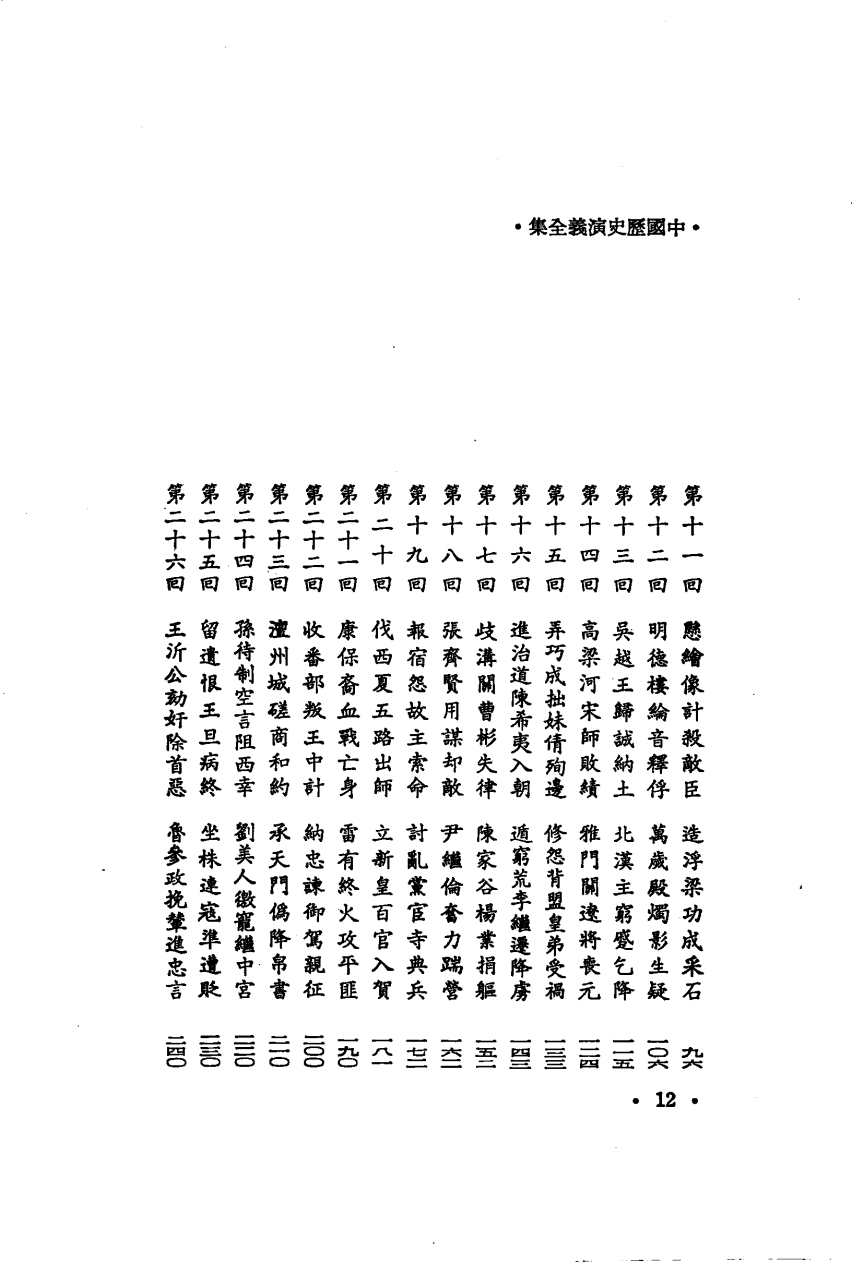 •中國歷史演義全集•
第十一回 懸繪像計殺敵臣 造浮梁功成采石 九六
第十二回 明德樓綸音釋俘 萬歲殿燭影生疑 一〇六
第十三回 吳越王歸誠納土 北漢主窮蹙乞降 一一五
第十四回 高梁河宋師敗績 雅門關遼將喪元 一二四
第十五回 弄巧成拙妹倩殉邊 修怨背盟皇弟受禍 一三三
第十六回 進治道陳希夷入朝 遁窮荒李繼遷降虜 一四三
第十七回 歧溝關曹彬失律 陳家谷楊業捐軀 一五二
第十八回 張齊賢用謀却敵 尹繼倫奮力踹營 一六二
第十九回 報宿怨故主索命 討亂黨宦寺典兵 一七二
第二十回 伐西夏五路出師 立新皇百官入賀 一八一
第二十一回 康保裔血戰亡身 雷有終火攻平匪 一九〇
第二十二回 收番部叛王中計 納忠諫御駕親征 二〇〇
第二十三回 澶州城磋商和約 承天門偽降帛書 二一〇
第二十四回 孫待制空言阻西幸 劉美人徼寵繼中宮 二二〇
第二十五回 留遺恨王旦病終 坐株連寇準遭貶 二三〇
第二十六回 王沂公劾奸除首惡 魯參政挽輦進忠言 二四〇
• 12 •